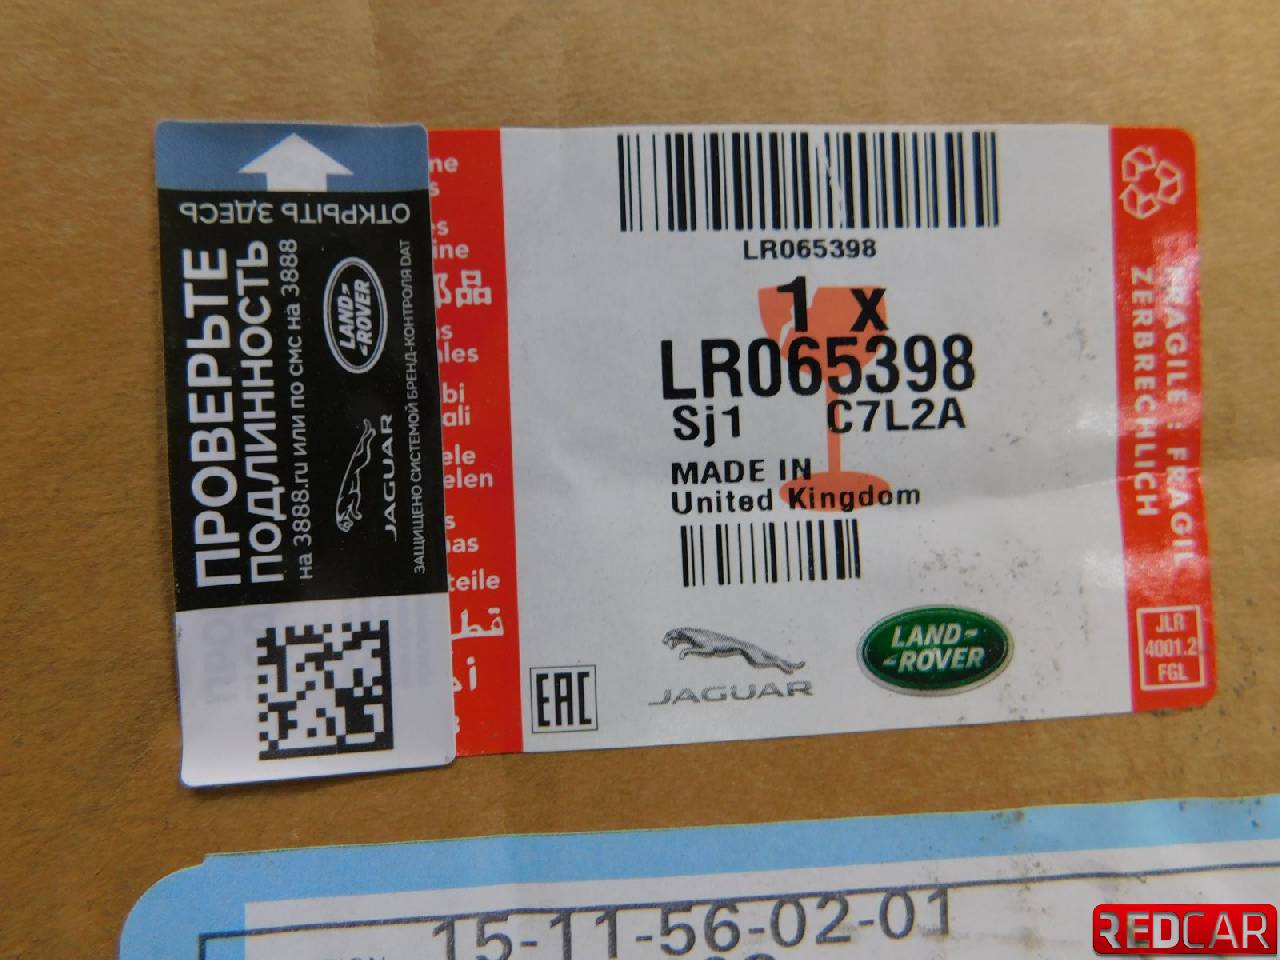 ОТКРЫТЬ ЗДЕСЬ
ПРОВЕРЬТЕ
ПОДЛИННОСТЬ
на 3888.ru или по смс на 3888
LAND-
-ROVER
JAGUAR
ЗАЩИЩЕНО СИСТЕМОЙ БРЕНД-КОНТРОЛЯ DAT
LR065398
1 x
LR065398
Sj1 C7L2A
MADE IN
United Kingdom
EAC
JAGUAR
LAND-
-ROVER
FRAGILE : FRAGIL
ZERBRECHLICH
JLR
4001.2
FGL
teile
15-11-56-02-01
REDCAR